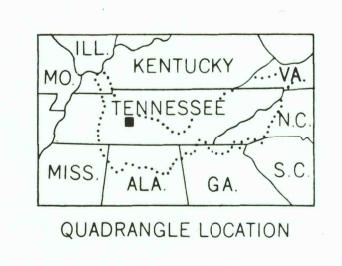 ILL.
MO.
KENTUCKY
VA.
TENNESSEE
N.C.
MISS.
ALA.
GA.
S.C.
QUADRANGLE LOCATION